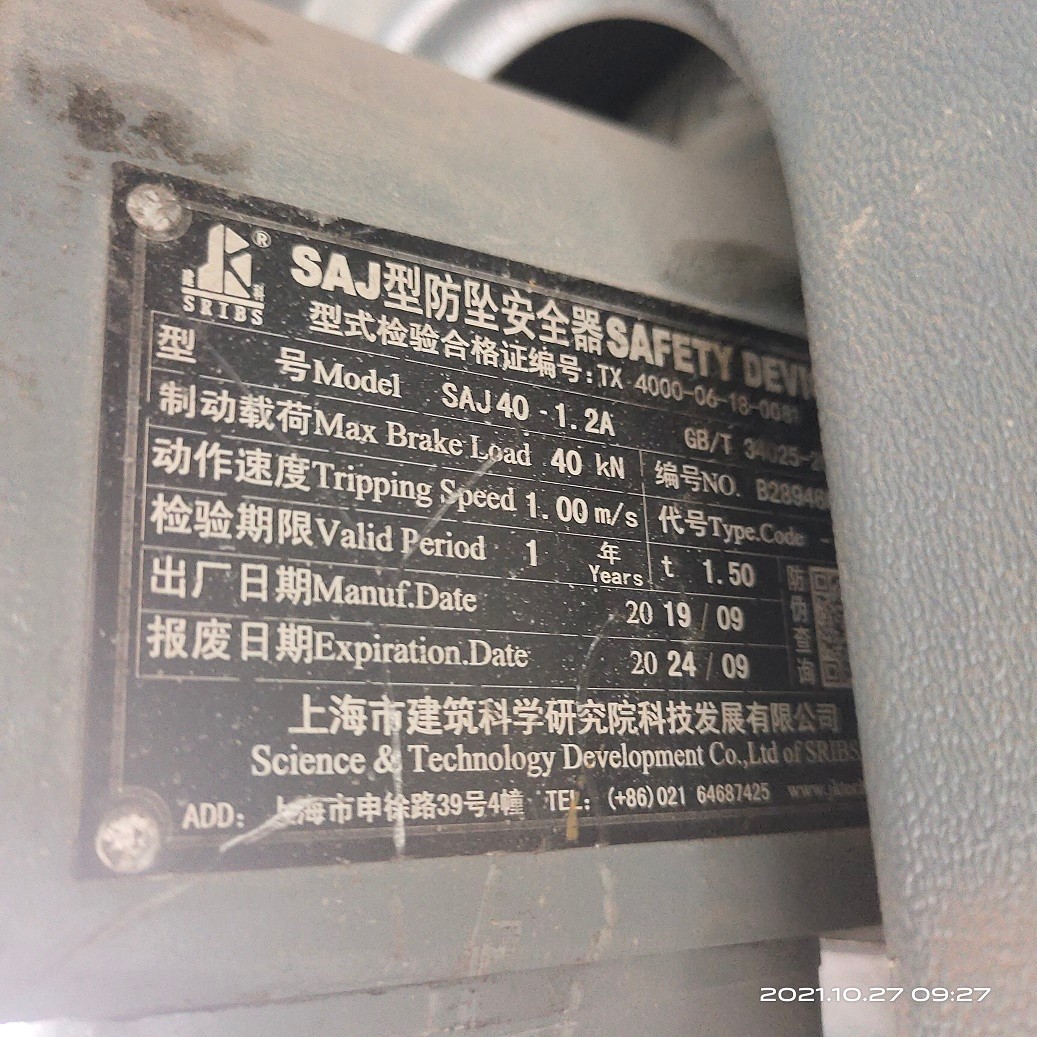 建 研
SRIBS ®
SAJ型防坠安全器SAFETY
型式检验合格证编号:TX 4000-06-18-0081
GB/T 34025-
型 号Model SAJ40-1.2A
制动载荷Max Brake Load 40 kN 编号NO.
动作速度Tripping Speed 1.00 m/s 代号Type.Code -
检验期限Valid Period 1 年 Years t 1.50
出厂日期Manuf.Date 2019/09
报废日期Expiration.Date 2024/09
防伪查询
上海市建筑科学研究院科技发展有限公司
Science & Technology Development Co.,Ltd of SRIBS
ADD: 上海市申徐路39号4幢 TEL: (+86)021 64687425
2021.10.27 09:27